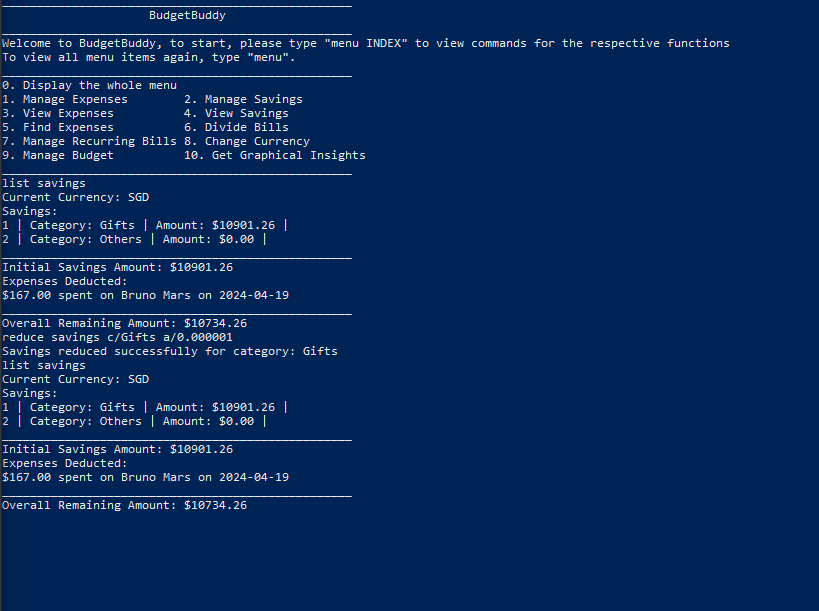 BudgetBuddy
Welcome to BudgetBuddy, to start, please type "menu INDEX" to view commands for the respective functions
To view all menu items again, type "menu".
0. Display the whole menu
1. Manage Expenses 2. Manage Savings
3. View Expenses 4. View Savings
5. Find Expenses 6. Divide Bills
7. Manage Recurring Bills 8. Change Currency
9. Manage Budget 10. Get Graphical Insights
list savings
Current Currency: SGD
Savings:
1 | Category: Gifts | Amount: $10901.26 |
2 | Category: Others | Amount: $0.00 |
Initial Savings Amount: $10901.26
Expenses Deducted:
$167.00 spent on Bruno Mars on 2024-04-19
Overall Remaining Amount: $10734.26
reduce savings c/Gifts a/0.000001
Savings reduced successfully for category: Gifts
list savings
Current Currency: SGD
Savings:
1 | Category: Gifts | Amount: $10901.26 |
2 | Category: Others | Amount: $0.00 |
Initial Savings Amount: $10901.26
Expenses Deducted:
$167.00 spent on Bruno Mars on 2024-04-19
Overall Remaining Amount: $10734.26